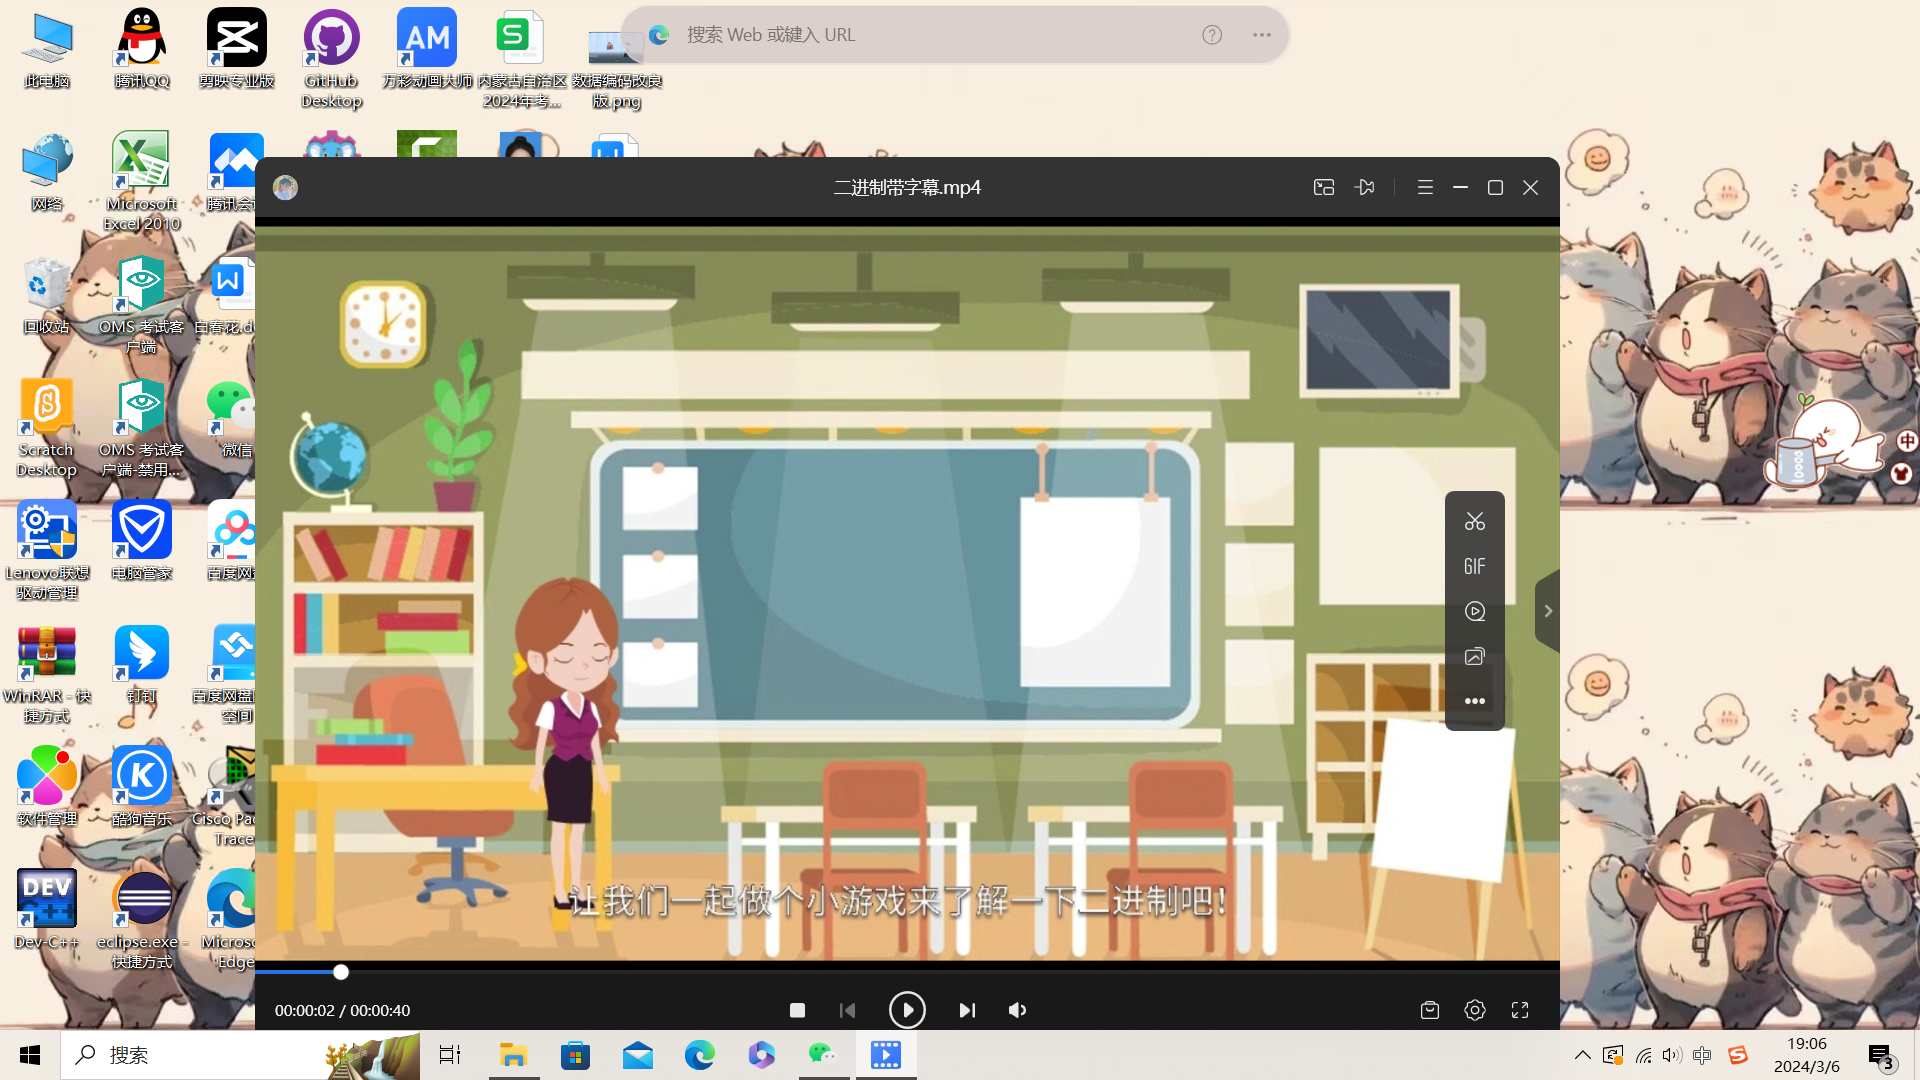 搜索 Web 或键入 URL
此电脑
腾讯QQ
剪映专业版
GitHub
Desktop
AM
万彩动画大师
S
内蒙古自治区
2024年考...
数据编码改良
版.png
网络
Microsoft
Excel 2010
腾讯会
二进制带字幕.mp4
回收站
OMS 考试客
户端
W
白春花.d
Scratch
Desktop
OMS 考试客
户端-禁用...
微信
中
GIF
Lenovo联想
驱动管理
电脑管家
百度网
WinRAR - 快
捷方式
钉钉
百度网盘
空间
软件管理
K
酷狗音乐
Cisco Pac
Trace
让我们一起做个小游戏来了解一下二进制吧!
DEV
C++
Dev-C++
eclipse.exe -
快捷方式
Microso
Edge
00:00:02 / 00:00:40
搜索
中
S
19:06
2024/3/6
3